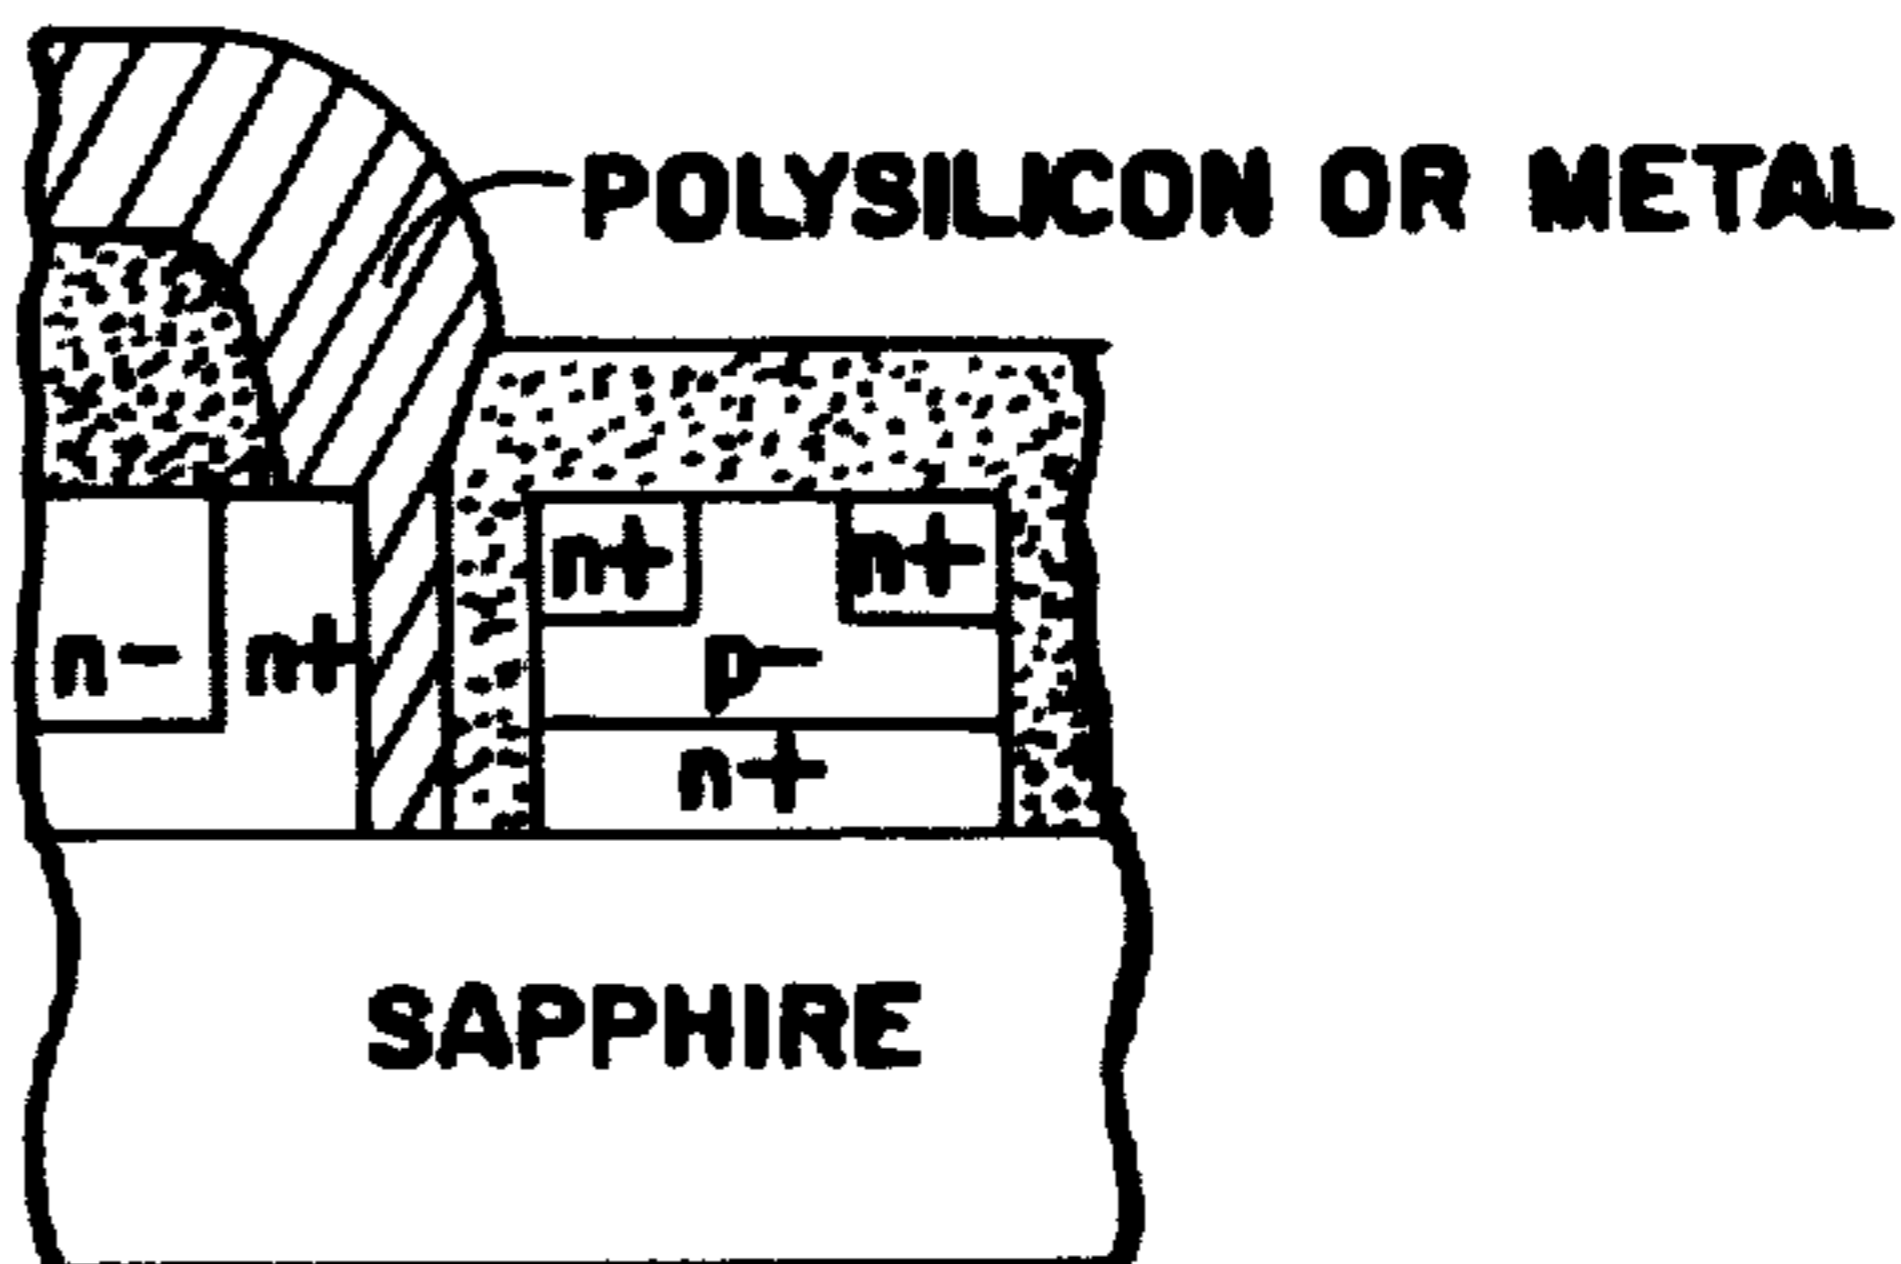 POLYSILICON OR METAL
n+ n+
n- n+ p-
n+
SAPPHIRE